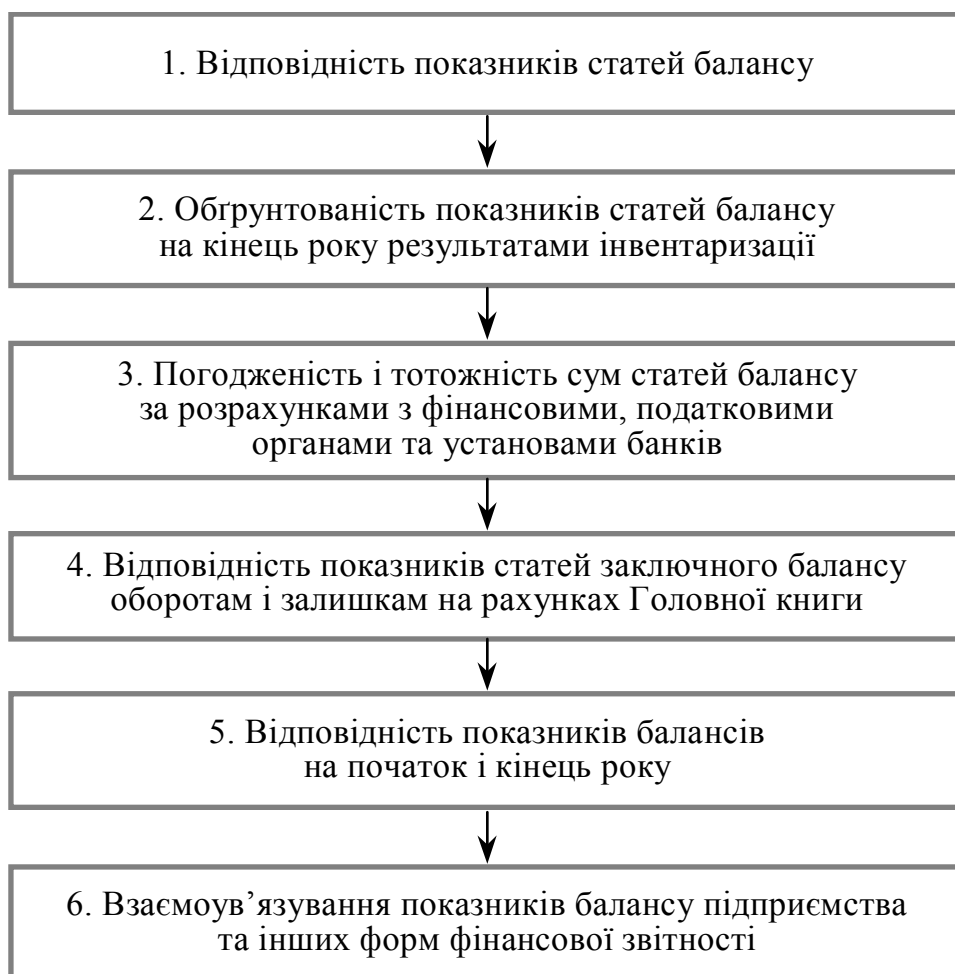 1. Відповідність показників статей балансу
2. Обґрунтованість показників статей балансу
на кінець року результатами інвентаризації
3. Погодженість і тотожність сум статей балансу
за розрахунками з фінансовими, податковими
органами та установами банків
4. Відповідність показників статей заключного балансу
оборотам і залишкам на рахунках Головної книги
5. Відповідність показників балансів
на початок і кінець року
6. Взаємоув’язування показників балансу підприємства
та інших форм фінансової звітності